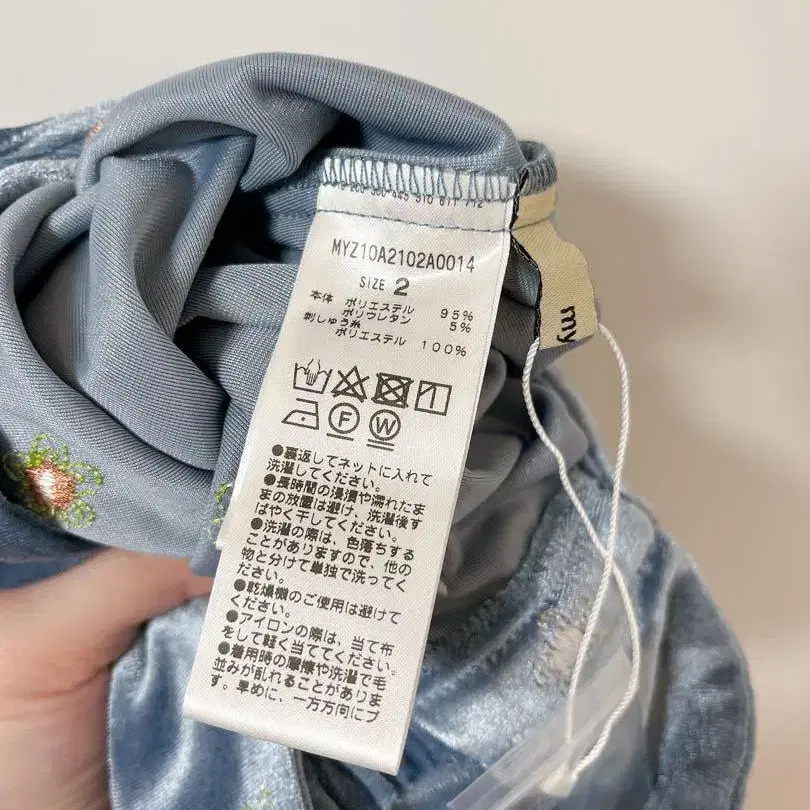 MYZ10A2102A0014
SIZE 2
本体 ポリエステル 95%
ポリウレタン 5%
刺しゅう糸
ポリエステル 100%
F W
●裏返してネットに入れて
洗濯してください。
●長時間の浸漬や濡れたま
まの放置は避け、洗濯後す
ばやく干してください。
●洗濯の際は、色落ちする
ことがありますので、他の
物と分けて単独で洗ってく
ださい。
●乾燥機のご使用は避けて
ください。
●アイロンの際は、当て布
をして軽く当ててください。
●着用時の摩擦や洗濯で毛
並みが乱れることがありま
す。早めに、一方方向にブ
my